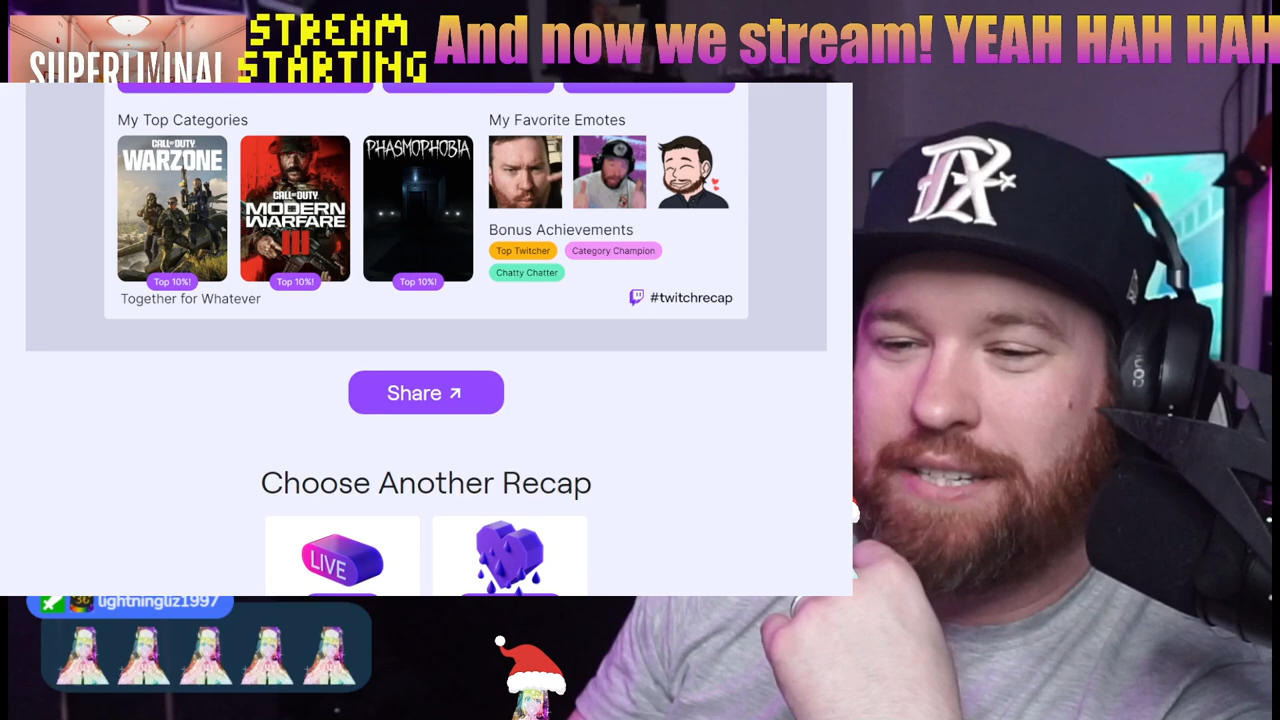 STREAM
STARTING
And now we stream! YEAH HAH HAH
SUPERLIMINAL
My Top Categories
CALL OF DUTY
WARZONE
CALL OF DUTY
MODERN
WARFARE
III
PHASMOPHOBIA
Top 10%!
Top 10%!
Top 10%!
Together for Whatever
My Favorite Emotes
Bonus Achievements
Top Twitcher
Category Champion
Chatty Chatter
#twitchrecap
Share
Choose Another Recap
LIVE
lightningliz1997